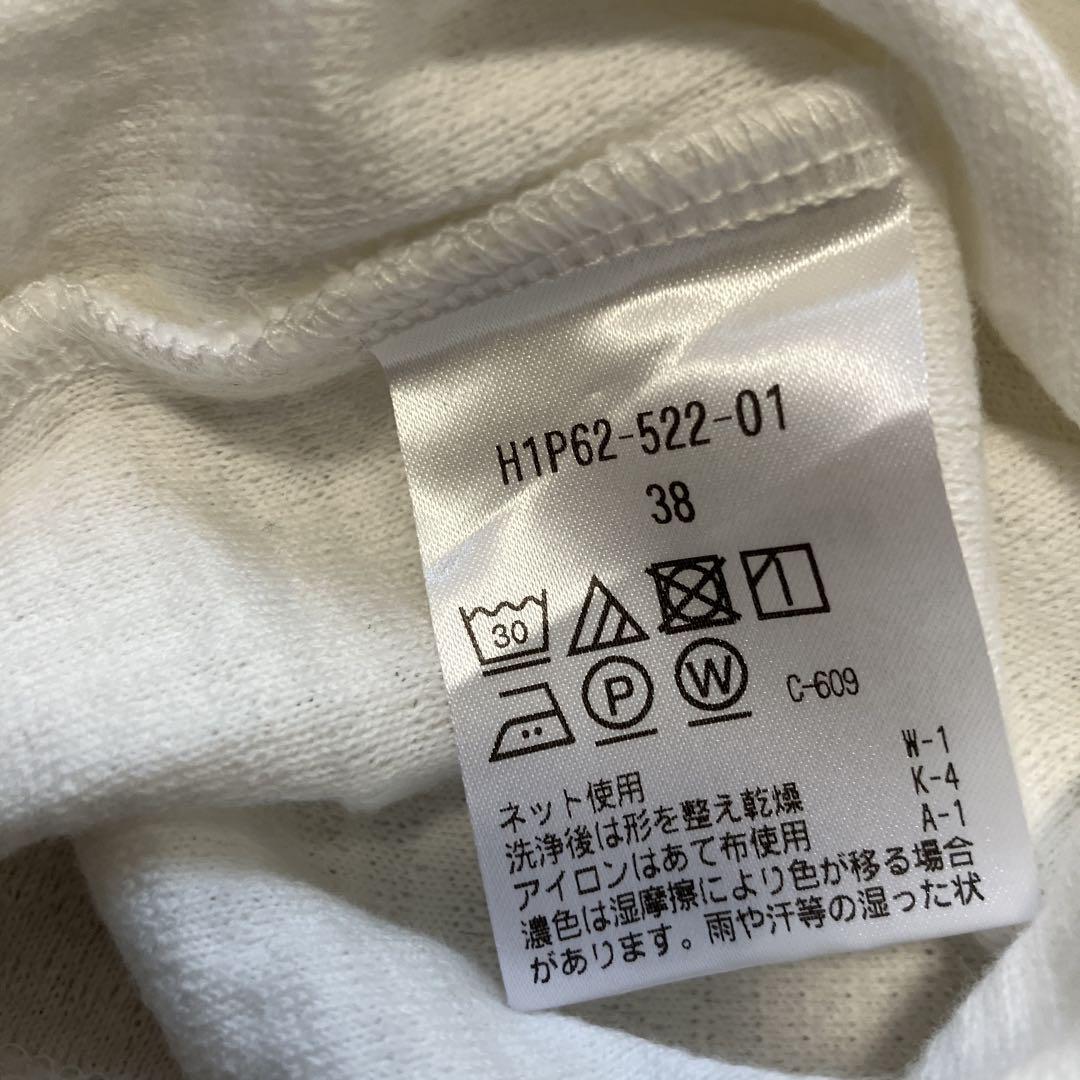 H1P62-522-01
38
30
P W C-609
W-1
K-4
A-1
ネット使用
洗浄後は形を整え乾燥
アイロンはあて布使用
濃色は湿摩擦により色が移る場合
があります。雨や汗等の湿った状